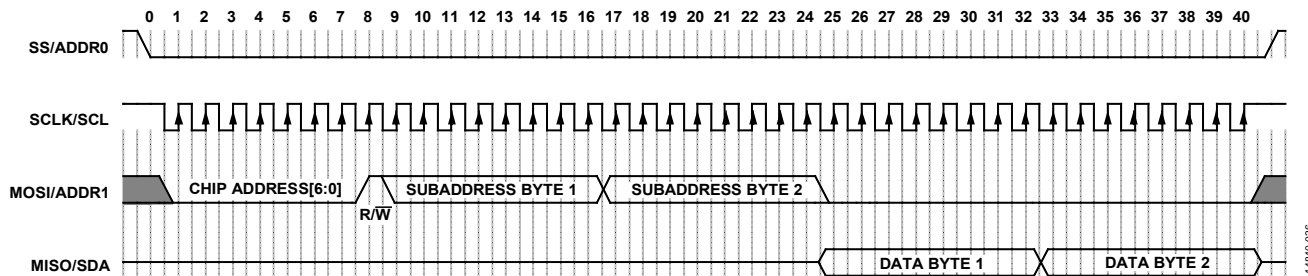 0 1 2 3 4 5 6 7 8 9 10 11 12 13 14 15 16 17 18 19 20 21 22 23 24 25 26 27 28 29 30 31 32 33 34 35 36 37 38 39 40
SS/ADDR0
SCLK/SCL
MOSI/ADDR1 CHIP ADDRESS[6:0] SUBADDRESS BYTE 1 SUBADDRESS BYTE 2
R/W̅
MISO/SDA DATA BYTE 1 DATA BYTE 2